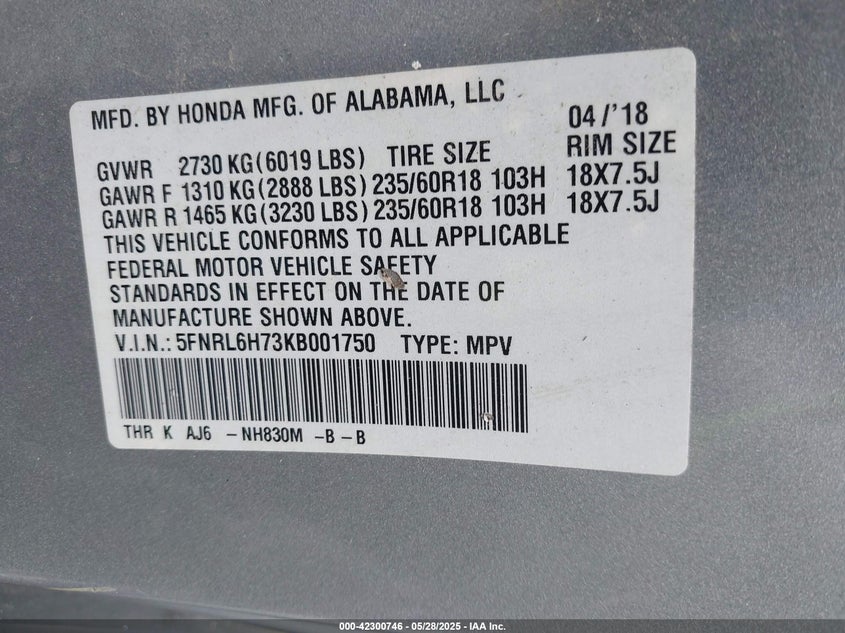 MFD. BY HONDA MFG. OF ALABAMA, LLC 04/'18
RIM SIZE
GVWR 2730 KG(6019 LBS) TIRE SIZE
GAWR F 1310 KG(2888 LBS) 235/60R18 103H 18X7.5J
GAWR R 1465 KG(3230 LBS) 235/60R18 103H 18X7.5J
THIS VEHICLE CONFORMS TO ALL APPLICABLE
FEDERAL MOTOR VEHICLE SAFETY
STANDARDS IN EFFECT ON THE DATE OF
MANUFACTURE SHOWN ABOVE.
V.I.N.: 5FNRL6H73KB001750 TYPE: MPV
THR K AJ6 -NH830M -B-B
000-42300746 - 05/28/2025 - IAA Inc.